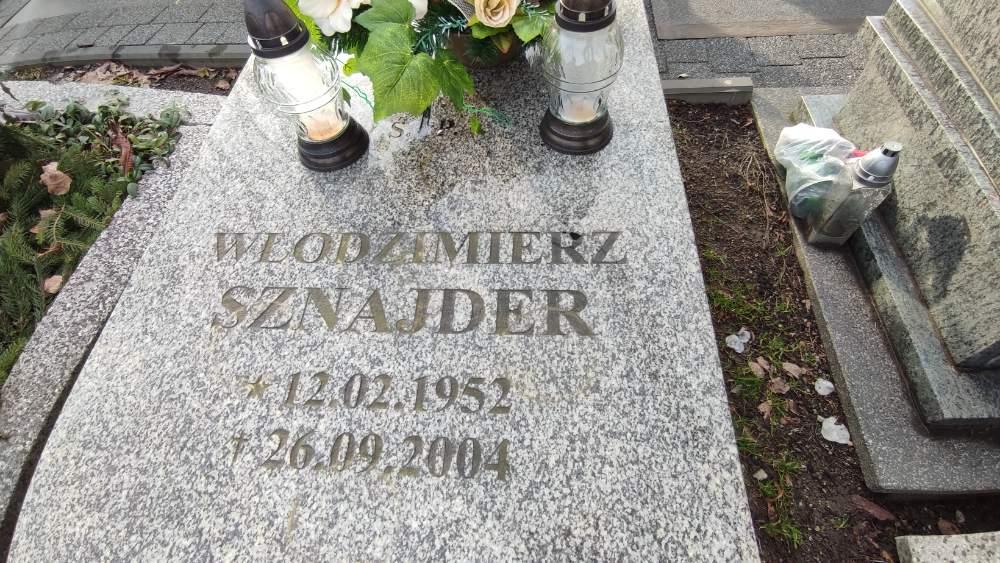 WŁODZIMIERZ
SZNAJDER
★ 12.02.1952
† 26.09.2004